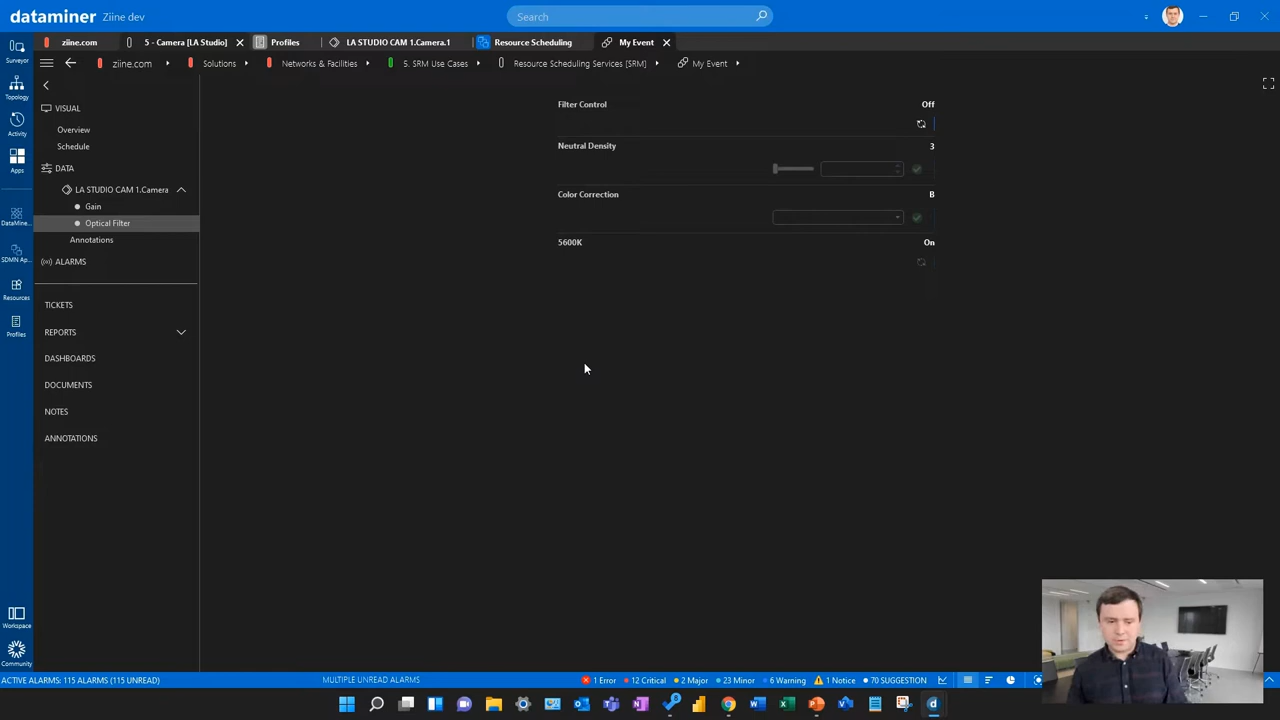 dataminer Ziine dev
Search
ziine.com 5 - Camera [LA Studio] Profiles LA STUDIO CAM 1.Camera.1 Resource Scheduling My Event
ziine.com Solutions Networks & Facilities 5. SRM Use Cases Resource Scheduling Services [SRM] My Event
Surveyor
Topology
Activity
Apps
DataMine...
SDMN Ap...
Resources
Profiles
Workspace
Community
VISUAL
Overview
Schedule
DATA
LA STUDIO CAM 1.Camera
Gain
Optical Filter
Annotations
ALARMS
TICKETS
REPORTS
DASHBOARDS
DOCUMENTS
NOTES
ANNOTATIONS
Filter Control Off
Neutral Density 3
Color Correction B
5600K On
ACTIVE ALARMS: 115 ALARMS (115 UNREAD) MULTIPLE UNREAD ALARMS 1 Error 12 Critical 2 Major 23 Minor 6 Warning 1 Notice 70 SUGGESTION